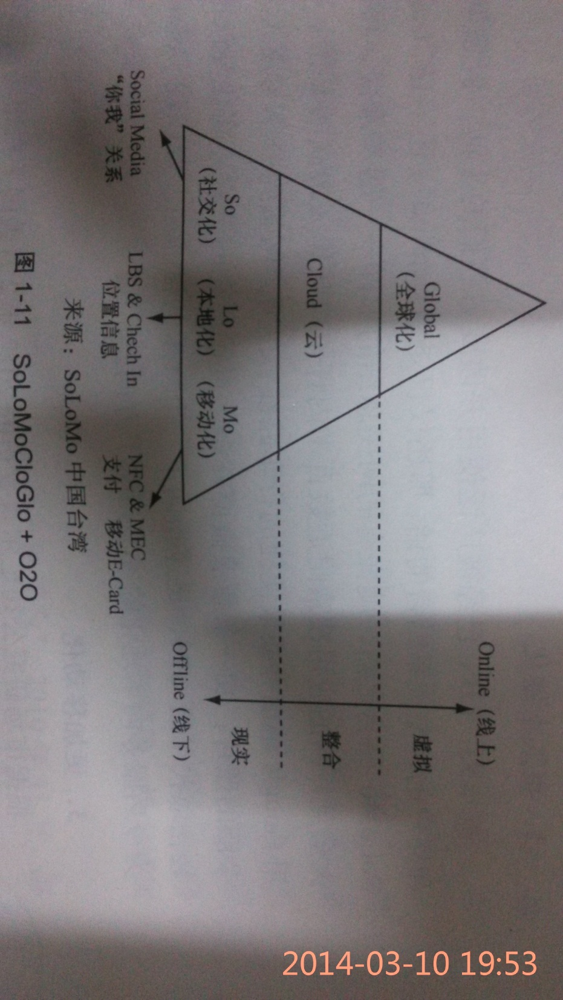 Online（线上）
Global
（全球化）
虚拟
Cloud（云）
整合
So Lo Mo
（社交化）（本地化）（移动化）
现实
Offline（线下）
Social Media
“你我”关系
LBS & Chech In
位置信息
NFC & MEC
支付 移动E-Card
来源：SoLoMo 中国台湾
图 1-11 SoLoMoCloGlo + O2O
2014-03-10 19:53